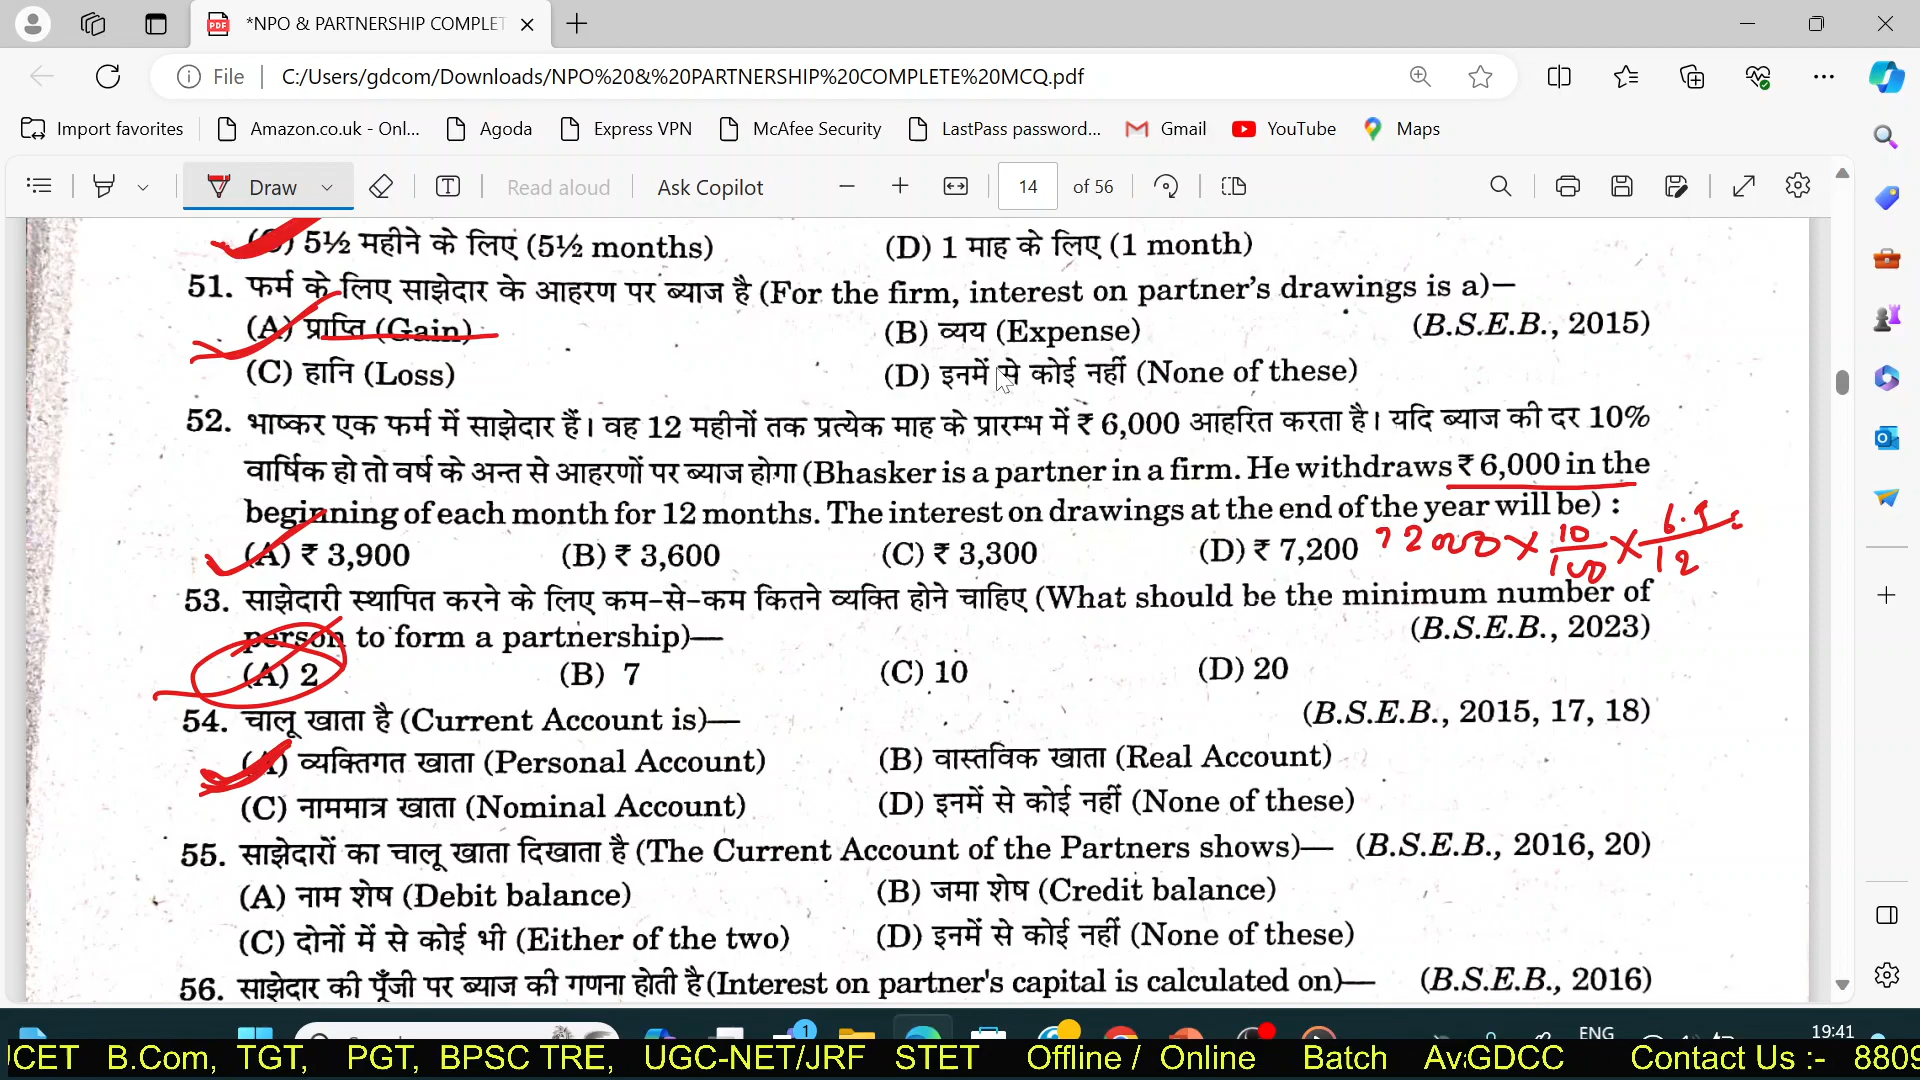 *NPO & PARTNERSHIP COMPLET
File
C:/Users/gdcom/Downloads/NPO%20&%20PARTNERSHIP%20COMPLETE%20MCQ.pdf
Import favorites
Amazon.co.uk - Onl...
Agoda
Express VPN
McAfee Security
LastPass password...
Gmail
YouTube
Maps
Draw
Read aloud
Ask Copilot
14
of 56
(C) 5½ महीने के लिए (5½ months)
(D) 1 माह के लिए (1 month)
51. फर्म के लिए साझेदार के आहरण पर ब्याज है (For the firm, interest on partner's drawings is a)—
(A) प्राप्ति (Gain)
(B) व्यय (Expense)
(B.S.E.B., 2015)
(C) हानि (Loss)
(D) इनमें से कोई नहीं (None of these)
52. भाष्कर एक फर्म में साझेदार हैं। वह 12 महीनों तक प्रत्येक माह के प्रारम्भ में ₹ 6,000 आहरित करता है। यदि ब्याज की दर 10%
वार्षिक हो तो वर्ष के अन्त से आहरणों पर ब्याज होगा (Bhasker is a partner in a firm. He withdraws ₹ 6,000 in the
beginning of each month for 12 months. The interest on drawings at the end of the year will be) :
(A) ₹ 3,900
(B) ₹ 3,600
(C) ₹ 3,300
(D) ₹ 7,200
72000 × 10/100 × 6.5/12
53. साझेदारी स्थापित करने के लिए कम-से-कम कितने व्यक्ति होने चाहिए (What should be the minimum number of
person to form a partnership)—
(B.S.E.B., 2023)
(A) 2
(B) 7
(C) 10
(D) 20
54. चालू खाता है (Current Account is)—
(B.S.E.B., 2015, 17, 18)
(A) व्यक्तिगत खाता (Personal Account)
(B) वास्तविक खाता (Real Account)
(C) नाममात्र खाता (Nominal Account)
(D) इनमें से कोई नहीं (None of these)
55. साझेदारों का चालू खाता दिखाता है (The Current Account of the Partners shows)—
(B.S.E.B., 2016, 20)
(A) नाम शेष (Debit balance)
(B) जमा शेष (Credit balance)
(C) दोनों में से कोई भी (Either of the two)
(D) इनमें से कोई नहीं (None of these)
56. साझेदार की पूँजी पर ब्याज की गणना होती है (Interest on partner's capital is calculated on)—
(B.S.E.B., 2016)
1
ENG
19:41
UCET B.Com, TGT, PGT, BPSC TRE, UGC-NET/JRF STET Offline / Online Batch Av GDCC Contact Us :- 8809